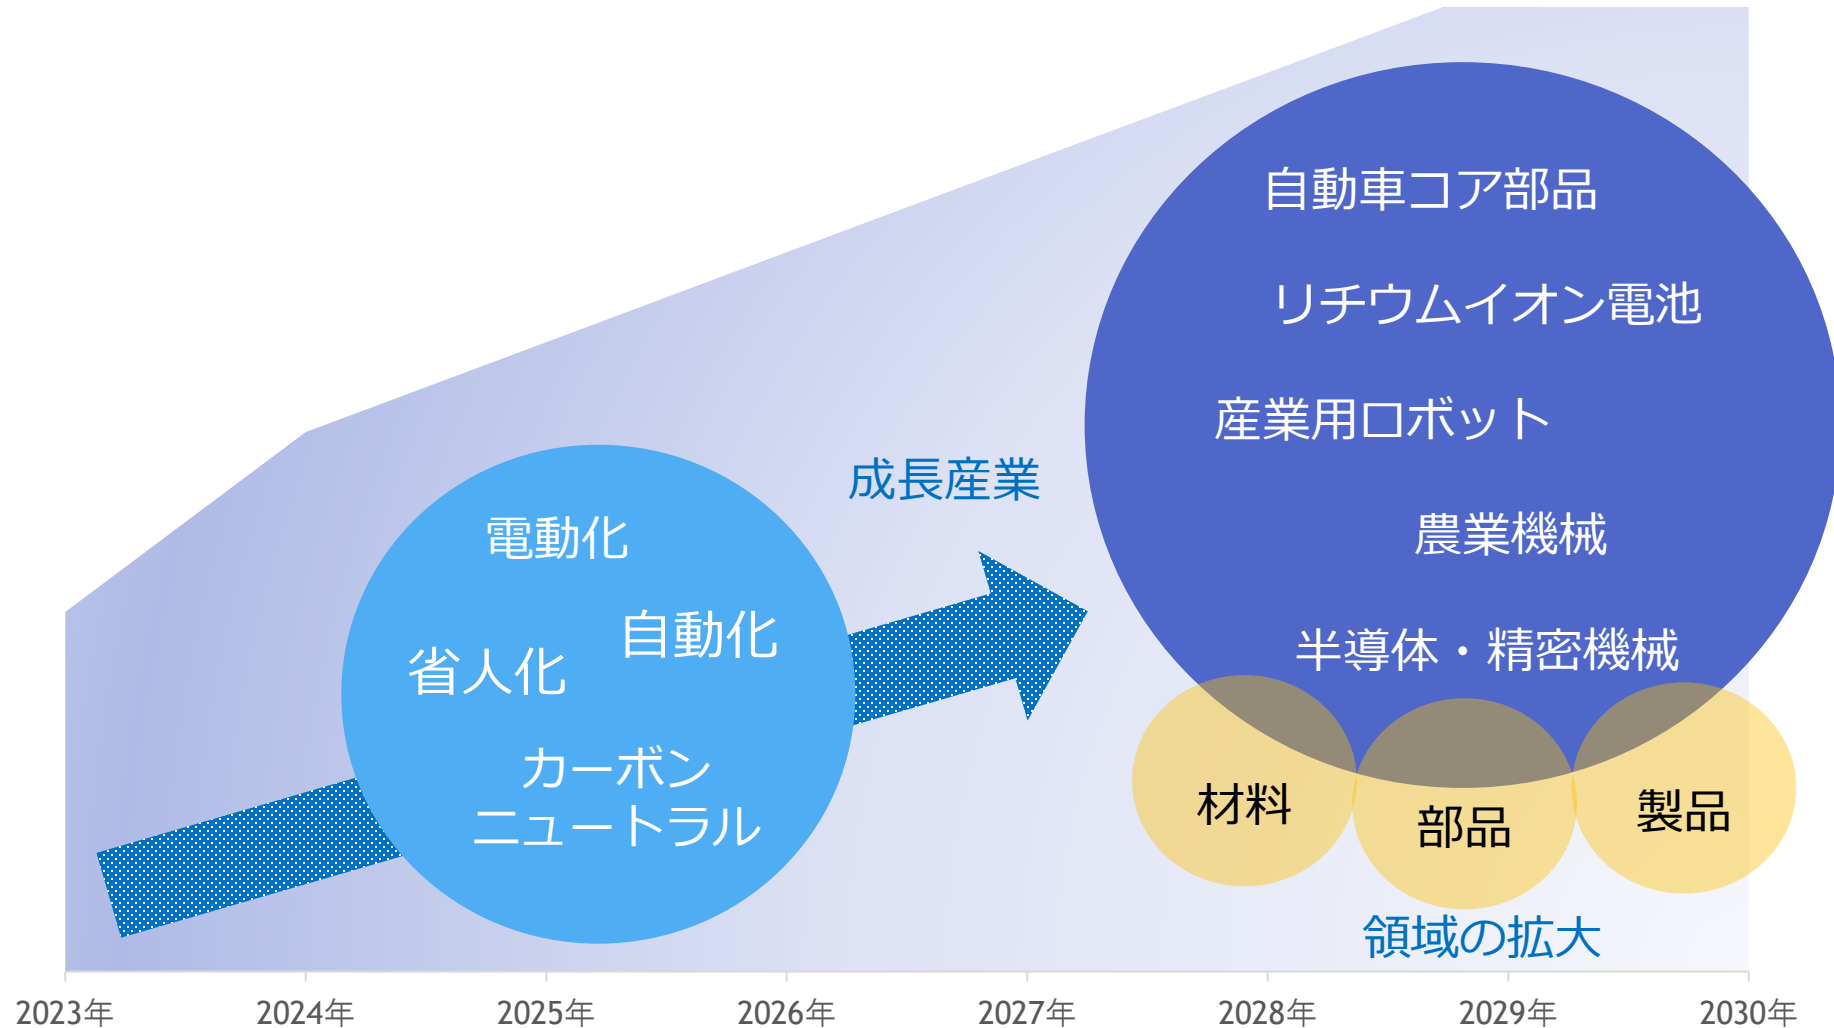 自動車コア部品
リチウムイオン電池
産業用ロボット
成長産業
農業機械
電動化
自動化
省人化
半導体・精密機械
カーボン
ニュートラル
材料
部品
製品
領域の拡大
2023年
2024年
2025年
2026年
2027年
2028年
2029年
2030年